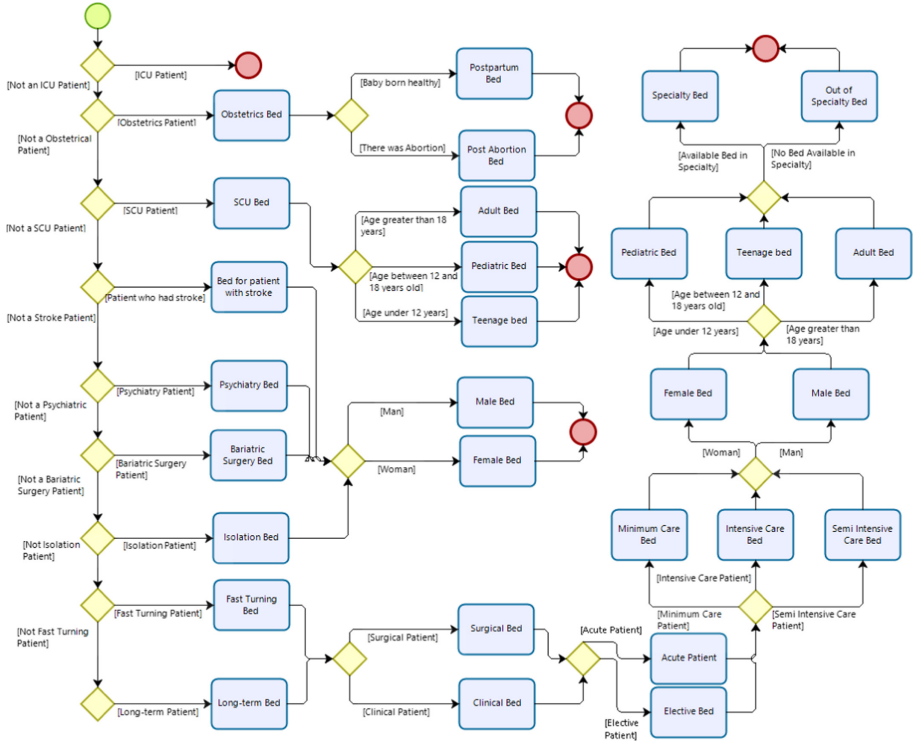 [ICU Patient]
[Not an ICU Patient]
[Obstetrics Patient]
Obstetrics Bed
[Baby born healthy]
Postpartum
Bed
[There was Abortion]
Post Abortion
Bed
[Not a Obstetrical
Patient]
[SCU Patient]
SCU Bed
[Age greater than 18
years]
Adult Bed
[Age between 12 and
18 years old]
Pediatric Bed
[Age under 12 years]
Teenage bed
[Not a SCU Patient]
[Patient who had stroke]
Bed for patient
with stroke
[Not a Stroke Patient]
[Psychiatry Patient]
Psychiatry Bed
[Not a Psychiatric
Patient]
[Bariatric Surgery
Patient]
Bariatric
Surgery Bed
[Man]
Male Bed
[Woman]
Female Bed
[Not a Bariatric
Surgery Patient]
[Isolation Patient]
Isolation Bed
[Not Isolation
Patient]
[Fast Turning Patient]
Fast Turning
Bed
[Not Fast Turning
Patient]
[Long-term Patient]
Long-term Bed
[Surgical Patient]
Surgical Bed
[Clinical Patient]
Clinical Bed
[Acute Patient]
Acute Patient
[Elective
Patient]
Elective Bed
[Minimum Care
Patient]
[Intensive Care Patient]
[Semi Intensive Care
Patient]
Minimum Care
Bed
Intensive Care
Bed
Semi Intensive
Care Bed
[Woman]
[Man]
Female Bed
Male Bed
[Age under 12 years]
[Age between 12 and
18 years old]
[Age greater than
18 years]
Pediatric Bed
Teenage bed
Adult Bed
[Available Bed in
Specialty]
[No Bed Available in
Specialty]
Specialty Bed
Out of
Specialty Bed